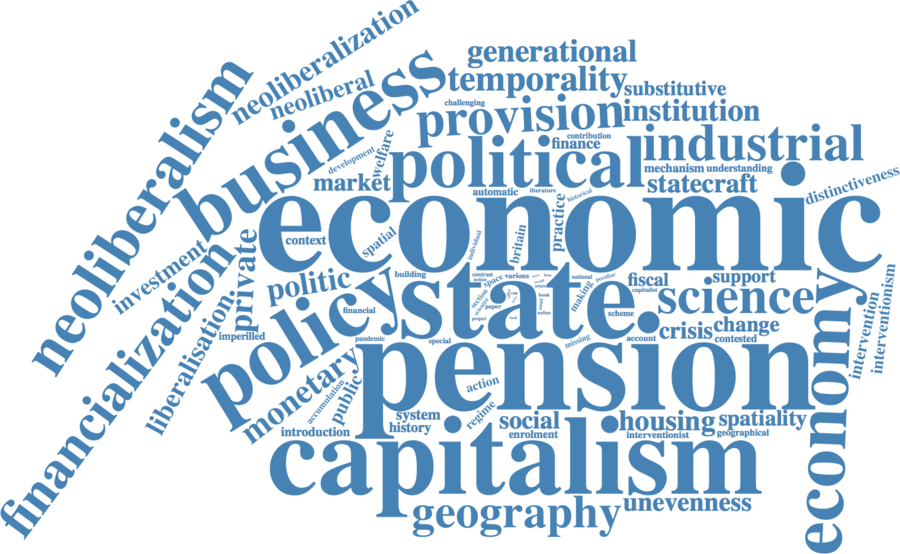 neoliberalization
neoliberal
neoliberalism
business
generational
temporality
substitutive
challenging
provision
institution
contribution
finance
industrial
development
welfare
political
mechanism
understanding
market
statecraft
automatic
literature
historical
distinctiveness
economic
practice
individual
britain
context
spatial
investment
private
politic
building
contrast
various
space
national
peculiar
making
fiscal
support
capitalist
state
science
financialization
liberalisation
policy
section
paper
book
project
scheme
financial
crisis
change
contested
imperilled
pandemic
special
missing
account
economy
intervention
interventionism
pension
monetary
public
accumulation
action
regime
system
history
social
enrolment
housing
spatiality
interventionist
geographical
introduction
capitalism
geography
unevenness